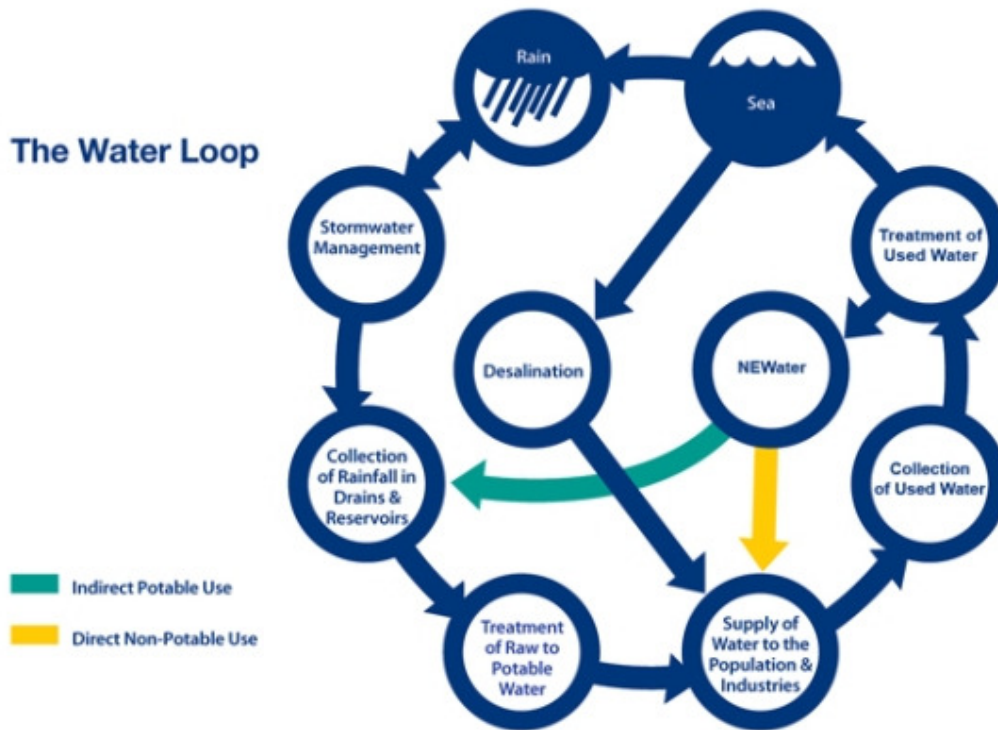 The Water Loop
Rain
Sea
Stormwater
Management
Treatment of
Used Water
Desalination
NEWater
Collection
of Rainfall in
Drains &
Reservoirs
Collection
of Used Water
Indirect Potable Use
Direct Non-Potable Use
Treatment
of Raw to
Potable
Water
Supply of
Water to the
Population &
Industries